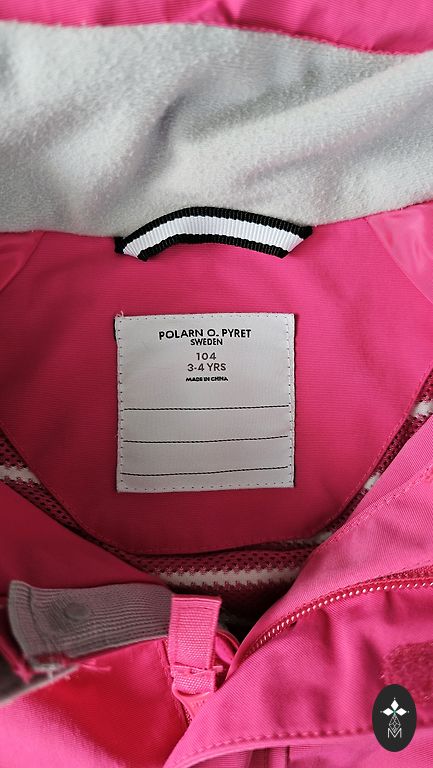 POLARN O. PYRET
SWEDEN
104
3-4 YRS
MADE IN CHINA
M